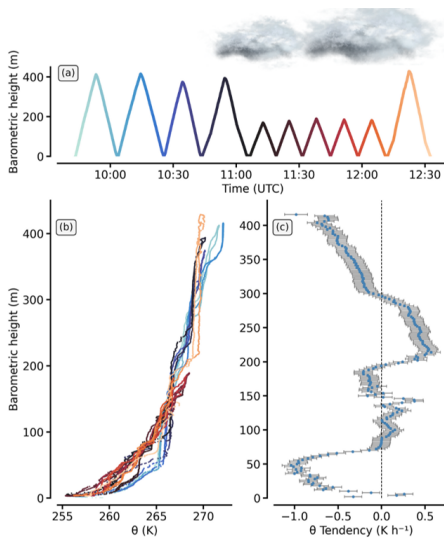 (a)
Barometric height (m)
400
200
0
10:00 10:30 11:00 11:30 12:00 12:30
Time (UTC)
(b)
Barometric height (m)
400
300
200
100
0
255 260 265 270
θ (K)
(c)
400
350
300
250
200
150
100
50
0
−1.0 −0.5 0.0 0.5
θ Tendency (K h⁻¹)